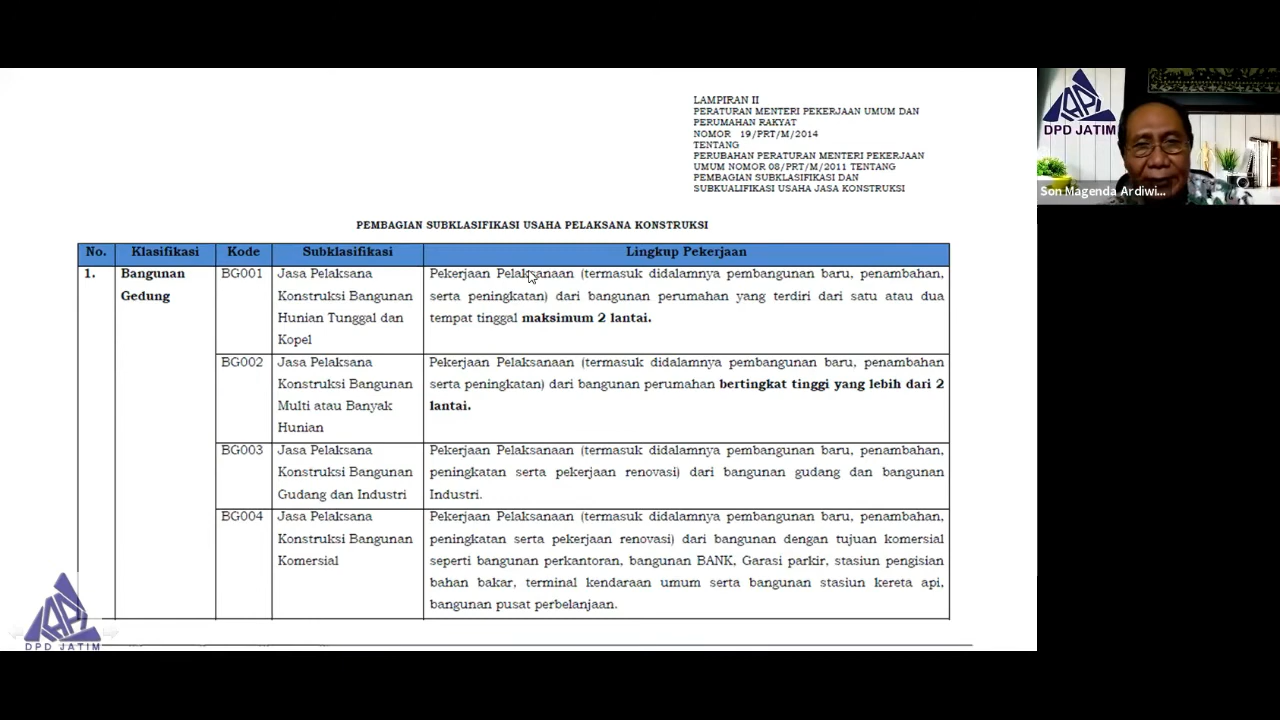 LAMPIRAN II
PERATURAN MENTERI PEKERJAAN UMUM DAN
PERUMAHAN RAKYAT
NOMOR 19/PRT/M/2014
TENTANG
PERUBAHAN PERATURAN MENTERI PEKERJAAN
UMUM NOMOR 08/PRT/M/2011 TENTANG
PEMBAGIAN SUBKLASIFIKASI DAN
SUBKUALIFIKASI USAHA JASA KONSTRUKSI
PEMBAGIAN SUBKLASIFIKASI USAHA PELAKSANA KONSTRUKSI
No. Klasifikasi Kode Subklasifikasi Lingkup Pekerjaan
1. Bangunan
Gedung
BG001
Jasa Pelaksana
Konstruksi Bangunan
Hunian Tunggal dan
Kopel
Pekerjaan Pelaksanaan (termasuk didalamnya pembangunan baru, penambahan,
serta peningkatan) dari bangunan perumahan yang terdiri dari satu atau dua
tempat tinggal maksimum 2 lantai.
BG002
Jasa Pelaksana
Konstruksi Bangunan
Multi atau Banyak
Hunian
Pekerjaan Pelaksanaan (termasuk didalamnya pembangunan baru, penambahan
serta peningkatan) dari bangunan perumahan bertingkat tinggi yang lebih dari 2
lantai.
BG003
Jasa Pelaksana
Konstruksi Bangunan
Gudang dan Industri
Pekerjaan Pelaksanaan (termasuk didalamnya pembangunan baru, penambahan,
peningkatan serta pekerjaan renovasi) dari bangunan gudang dan bangunan
Industri.
BG004
Jasa Pelaksana
Konstruksi Bangunan
Komersial
Pekerjaan Pelaksanaan (termasuk didalamnya pembangunan baru, penambahan,
peningkatan serta pekerjaan renovasi) dari bangunan dengan tujuan komersial
seperti bangunan perkantoran, bangunan BANK, Garasi parkir, stasiun pengisian
bahan bakar, terminal kendaraan umum serta bangunan stasiun kereta api,
bangunan pusat perbelanjaan.
DPD JATIM
DPD JATIM
Son Magenda Ardiwi...